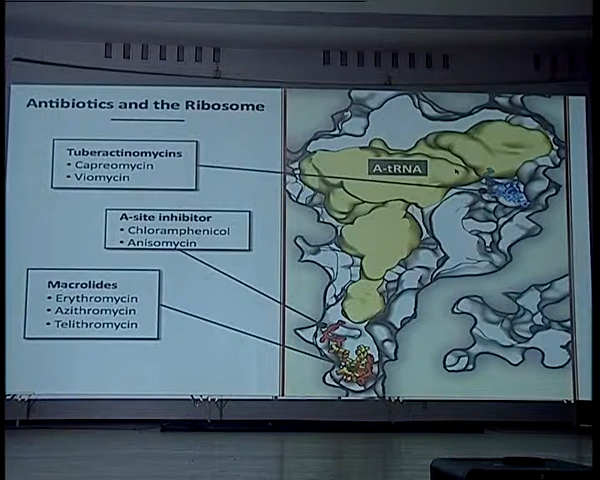 Antibiotics and the Ribosome
Tuberactinomycins
• Capreomycin
• Viomycin
A-site inhibitor
• Chloramphenicol
• Anisomycin
Macrolides
• Erythromycin
• Azithromycin
• Telithromycin
A-tRNA